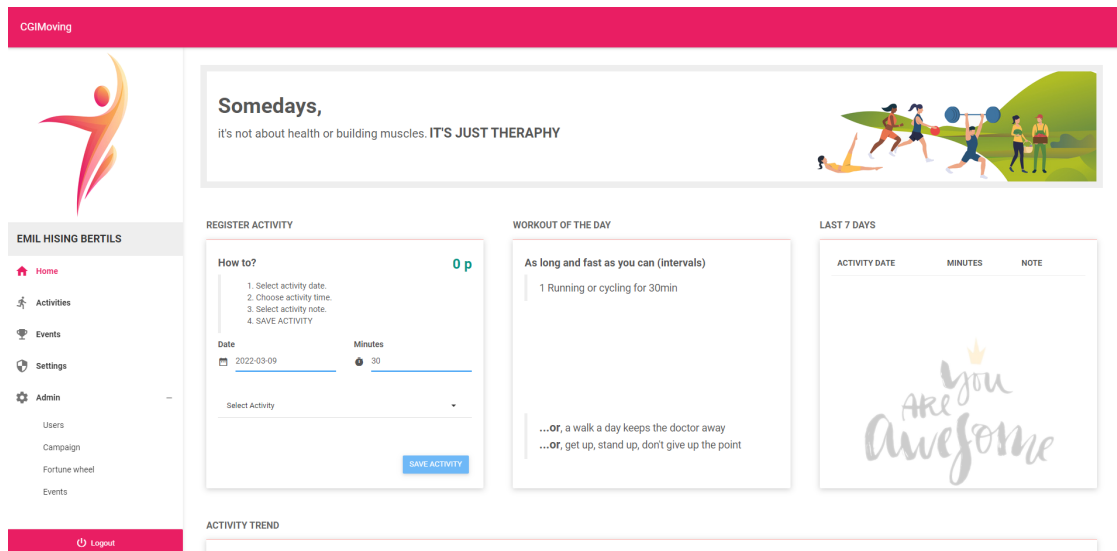 CGIMoving
EMIL HISING BERTILS
Home
Activities
Events
Settings
Admin
Users
Campaign
Fortune wheel
Events
Logout
Somedays,
it's not about health or building muscles. IT'S JUST THERAPHY
REGISTER ACTIVITY
How to?
0 p
1. Select activity date.
2. Choose activity time.
3. Select activity note.
4. SAVE ACTIVITY
Date Minutes
2022-03-09 30
Select Activity
SAVE ACTIVITY
WORKOUT OF THE DAY
As long and fast as you can (intervals)
1 Running or cycling for 30min
...or, a walk a day keeps the doctor away
...or, get up, stand up, don't give up the point
LAST 7 DAYS
ACTIVITY DATE MINUTES NOTE
you
ARE
awesome
ACTIVITY TREND